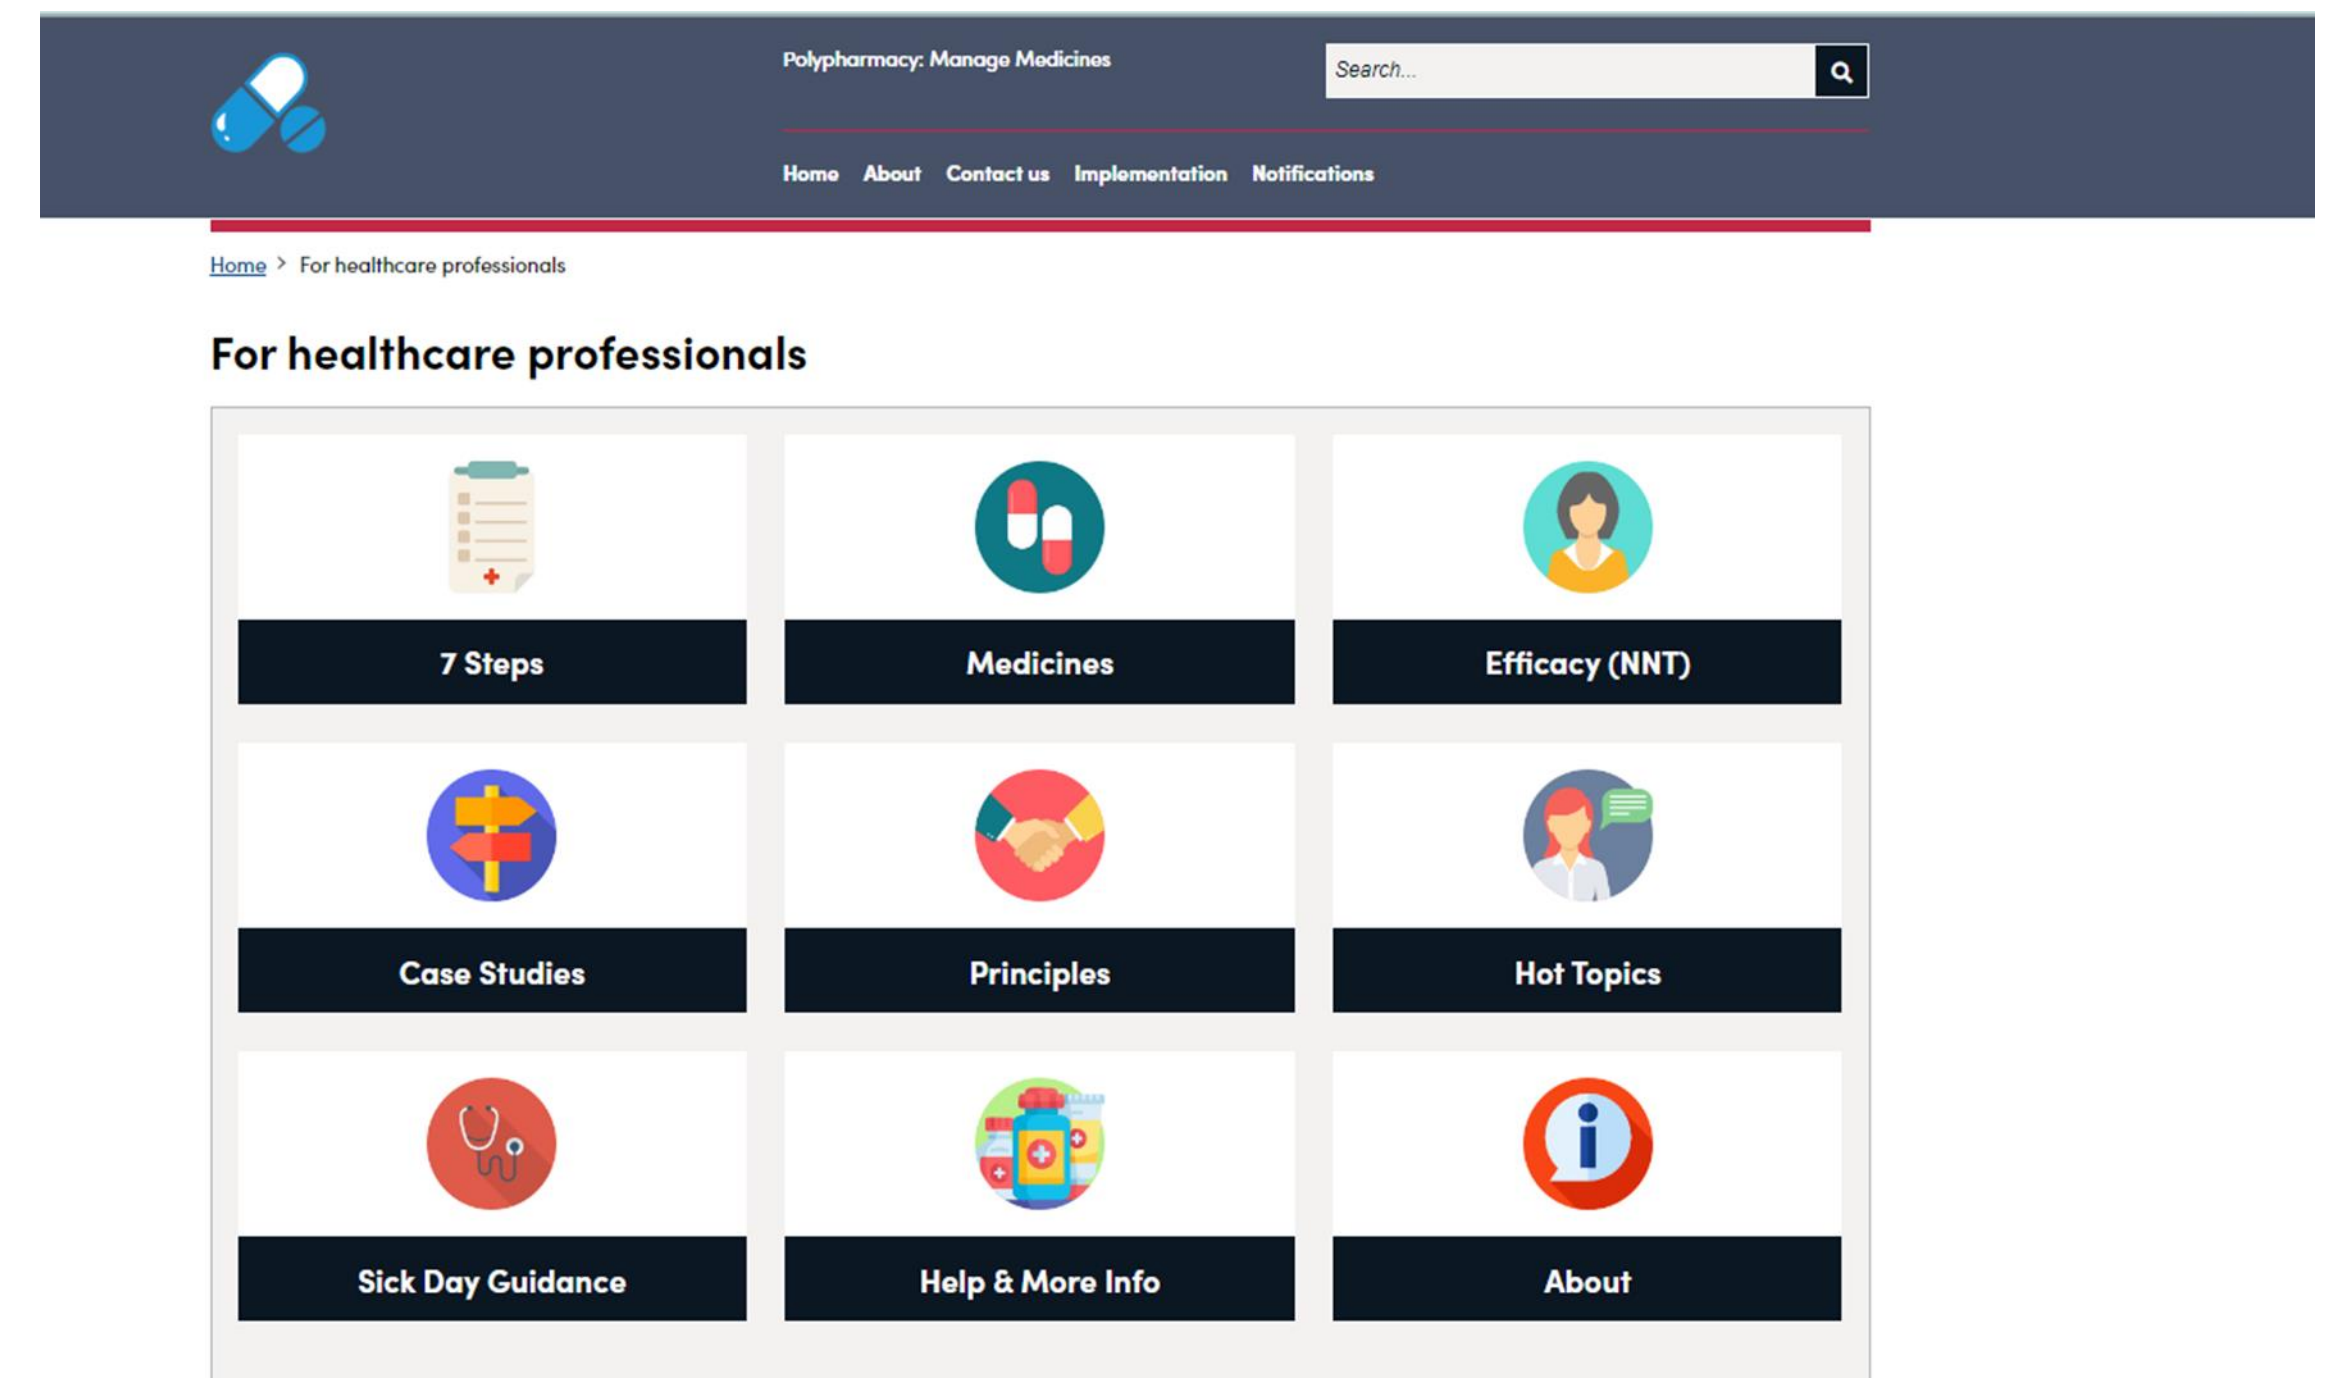 Polypharmacy: Manage Medicines
Search...
Home About Contact us Implementation Notifications
Home > For healthcare professionals
For healthcare professionals
7 Steps
Medicines
Efficacy (NNT)
Case Studies
Principles
Hot Topics
Sick Day Guidance
Help & More Info
About